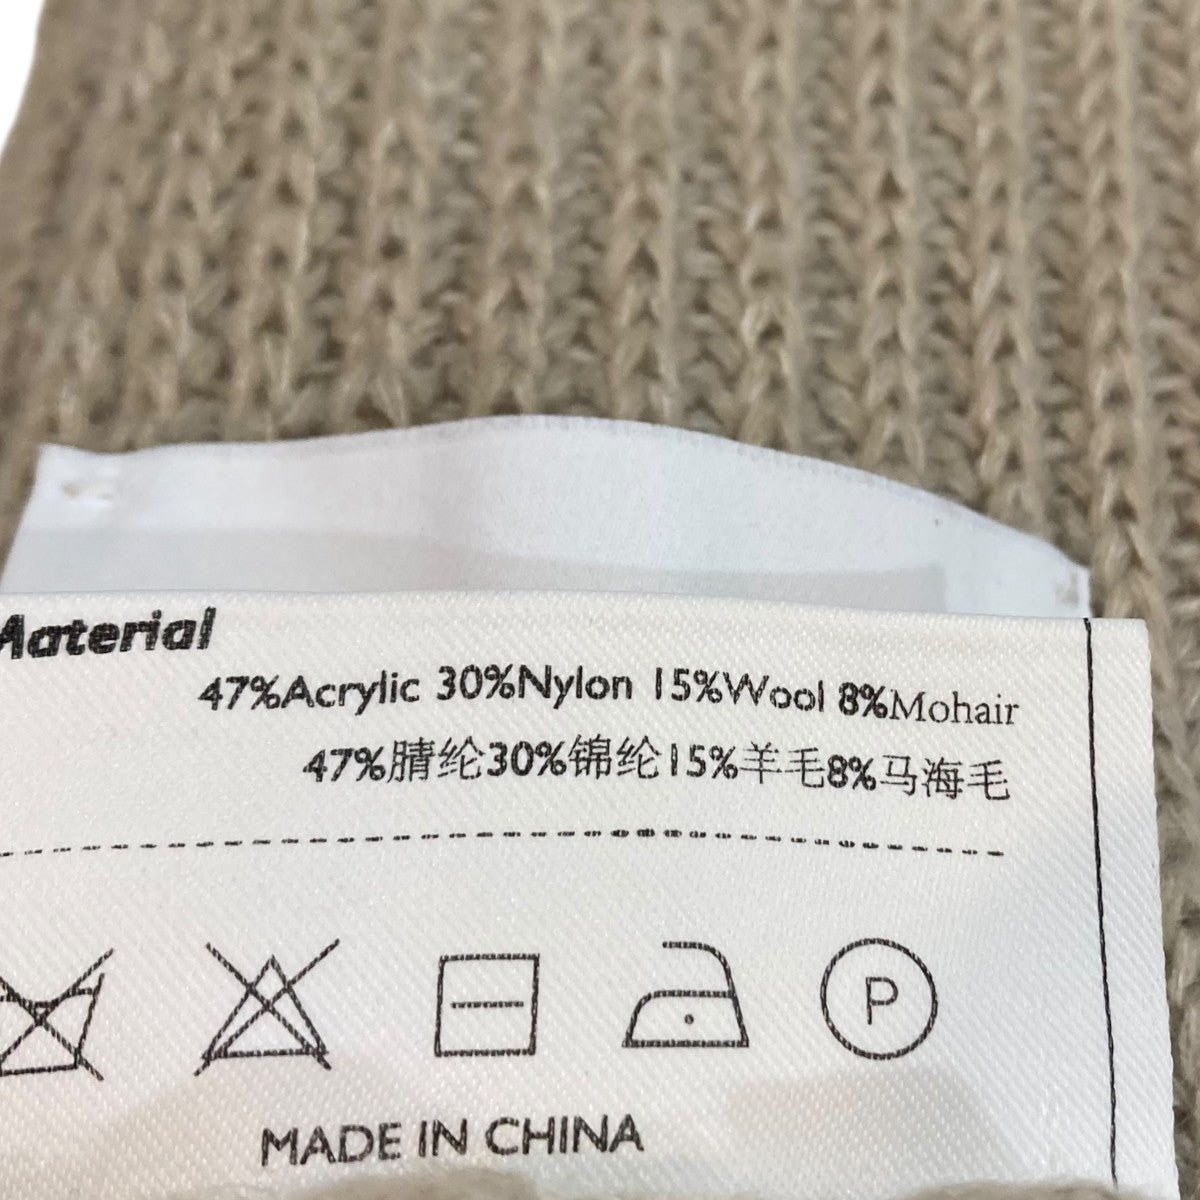 Material
47%Acrylic 30%Nylon 15%Wool 8%Mohair
47%腈纶30%锦纶15%羊毛8%马海毛
P
MADE IN CHINA